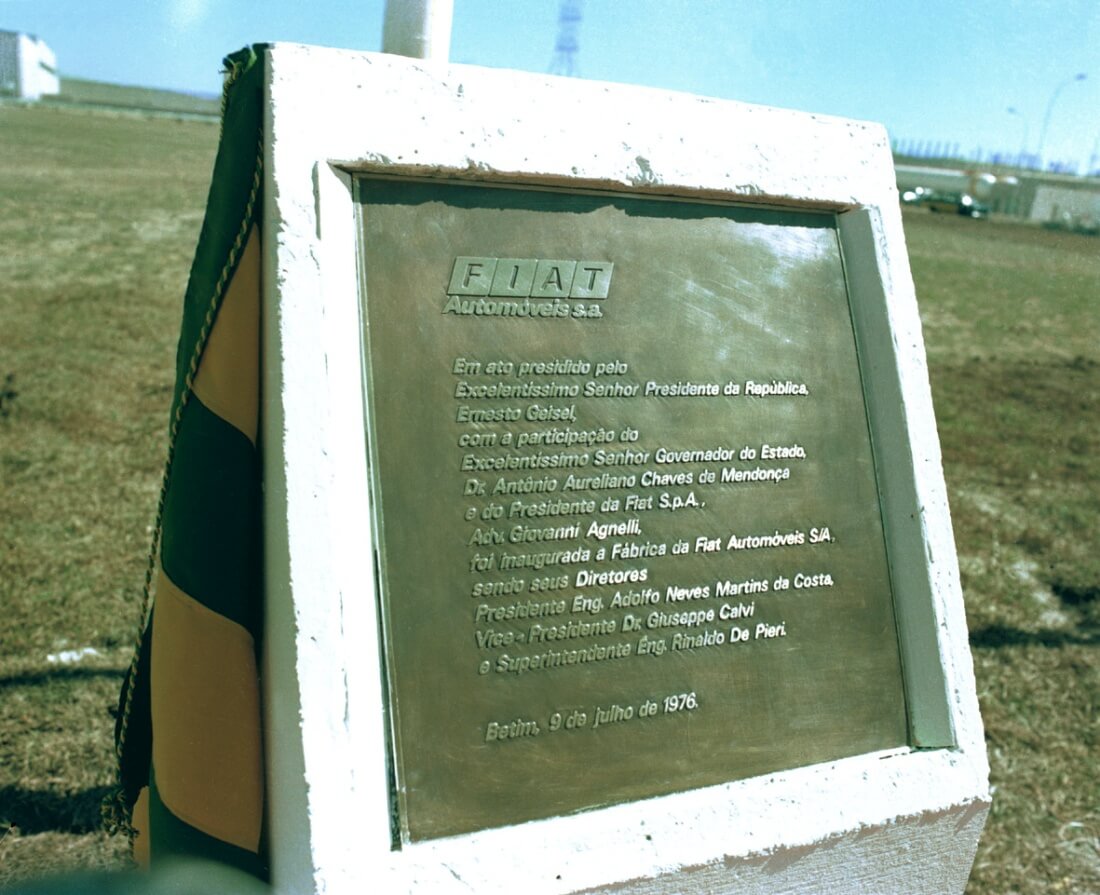 FIAT
Automóveis s.a.
Em ato presidido pelo
Excelentíssimo Senhor Presidente da República,
Ernesto Geisel,
com a participação do
Excelentíssimo Senhor Governador do Estado,
Dr. Antônio Aureliano Chaves de Mendonça
e do Presidente da Fiat S.p.A.,
Adv. Giovanni Agnelli,
foi inaugurada a Fábrica da Fiat Automóveis S/A,
sendo seus Diretores
Presidente Eng. Adolfo Neves Martins da Costa,
Vice - Presidente Dr. Giuseppe Calvi
e Superintendente Eng. Rinaldo De Pieri.
Betim, 9 de julho de 1976.